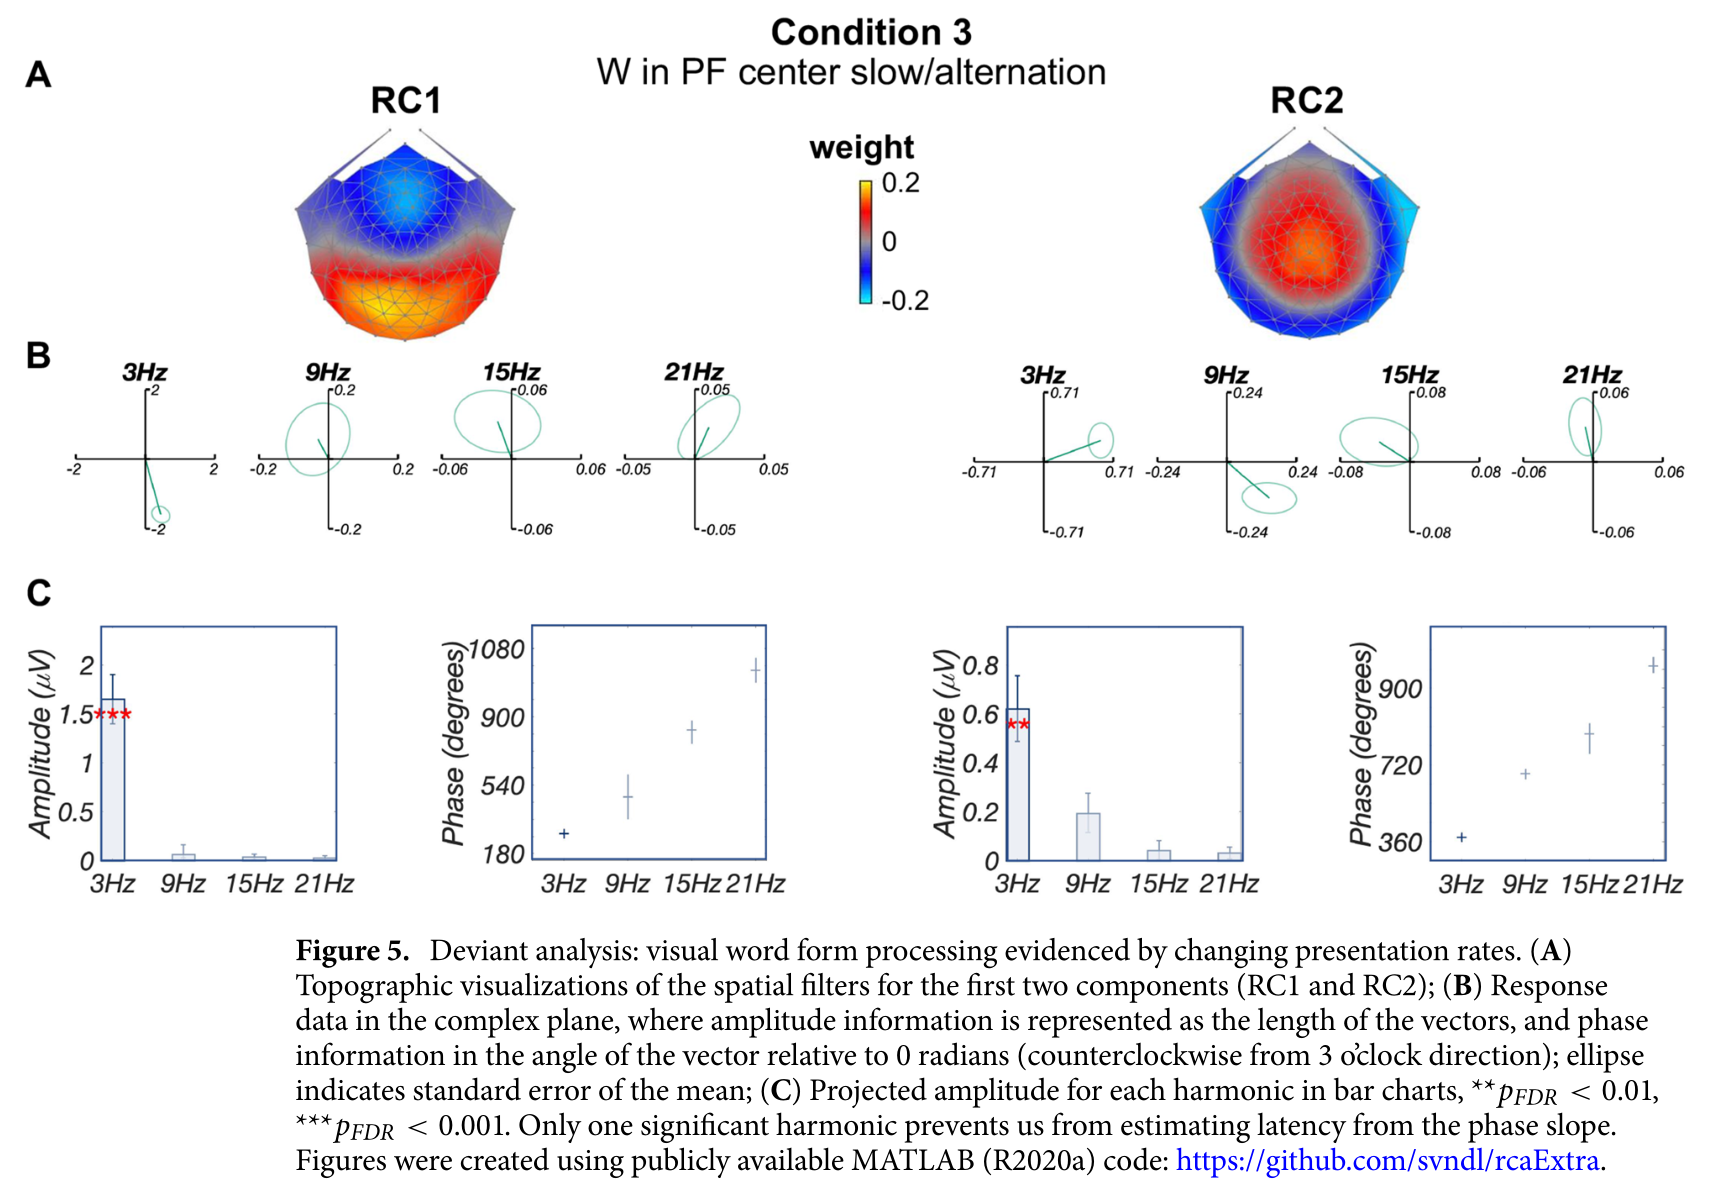 Condition 3
W in PF center slow/alternation
A
RC1
RC2
weight
0.2
0
-0.2
B
3Hz
9Hz
15Hz
21Hz
2
-2
2
-2
0.2
-0.2
0.2
-0.2
0.06
-0.06
0.06
-0.06
0.05
-0.05
0.05
-0.05
3Hz
9Hz
15Hz
21Hz
0.71
-0.71
0.71
-0.71
0.24
-0.24
0.24
-0.24
0.08
-0.08
0.08
-0.08
0.06
-0.06
0.06
-0.06
C
Amplitude (μV)
2
1.5
1
0.5
0
***
3Hz 9Hz 15Hz 21Hz
Phase (degrees)
1080
900
540
180
3Hz 9Hz 15Hz 21Hz
Amplitude (μV)
0.8
0.6
0.4
0.2
0
**
3Hz 9Hz 15Hz 21Hz
Phase (degrees)
900
720
360
3Hz 9Hz 15Hz 21Hz
Figure 5. Deviant analysis: visual word form processing evidenced by changing presentation rates. (A)
Topographic visualizations of the spatial filters for the first two components (RC1 and RC2); (B) Response
data in the complex plane, where amplitude information is represented as the length of the vectors, and phase
information in the angle of the vector relative to 0 radians (counterclockwise from 3 o'clock direction); ellipse
indicates standard error of the mean; (C) Projected amplitude for each harmonic in bar charts, **pFDR < 0.01,
***pFDR < 0.001. Only one significant harmonic prevents us from estimating latency from the phase slope.
Figures were created using publicly available MATLAB (R2020a) code: https://github.com/svndl/rcaExtra.